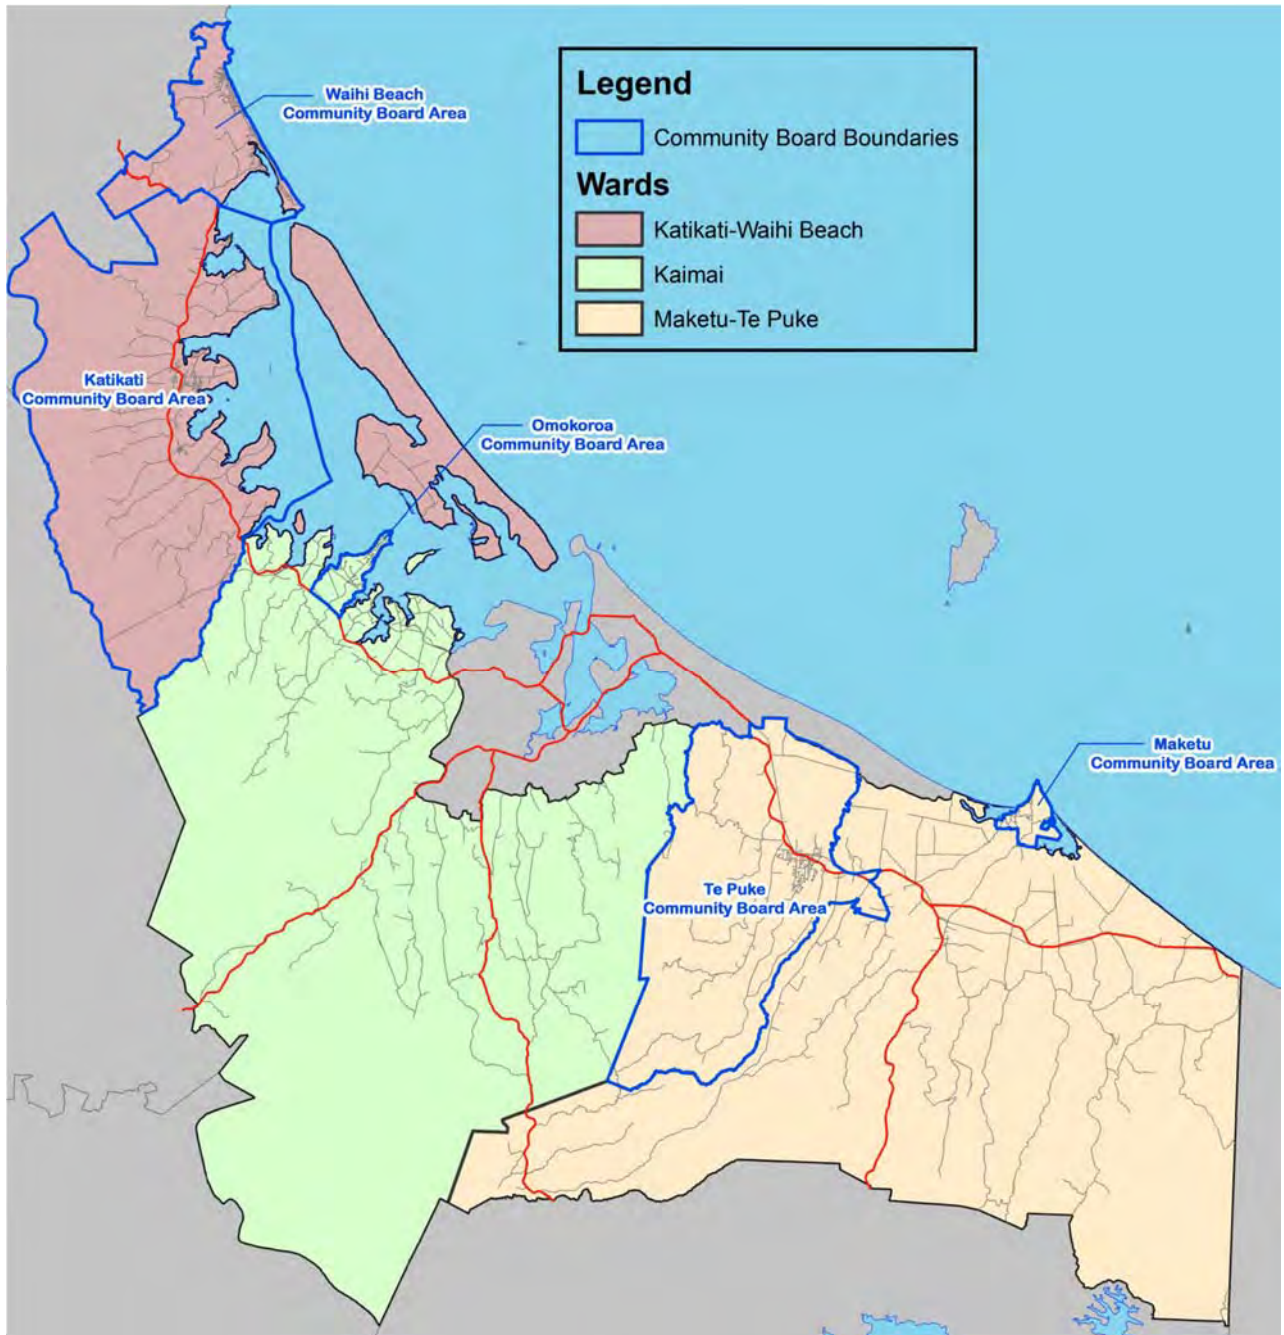 Legend
Community Board Boundaries
Wards
Katikati-Waihi Beach
Kaimai
Maketu-Te Puke
Waihi Beach
Community Board Area
Katikati
Community Board Area
Omokoroa
Community Board Area
Maketu
Community Board Area
Te Puke
Community Board Area